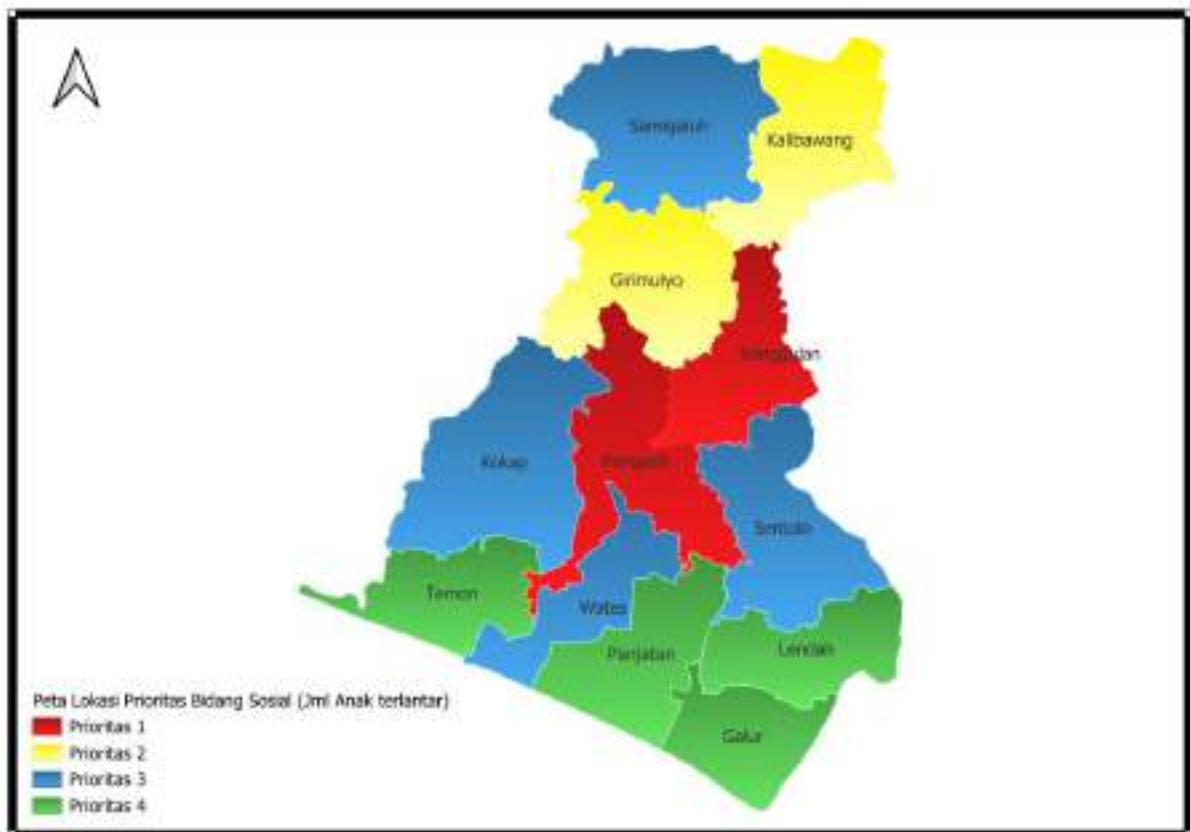 Samigaluh
Kalibawang
Girimulyo
Nanggulan
Kokap
Pengasih
Sentolo
Temon
Wates
Panjatan
Lendah
Galur
Peta Lokasi Prioritas Bidang Sosial (Jml Anak terlantar)
Prioritas 1
Prioritas 2
Prioritas 3
Prioritas 4